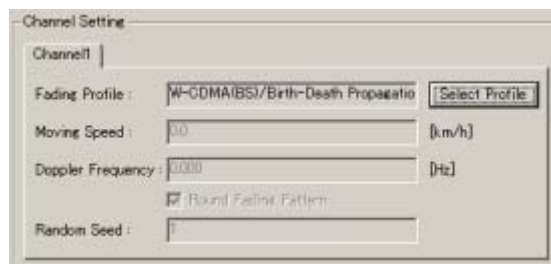 Channel Setting
Channel1
Fading Profile : W-CDMA(BS)/Birth-Death Propagatio Select Profile
Moving Speed : 0.0 [km/h]
Doppler Frequency : 0.000 [Hz]
Round Fading Pattern
Random Seed : 1